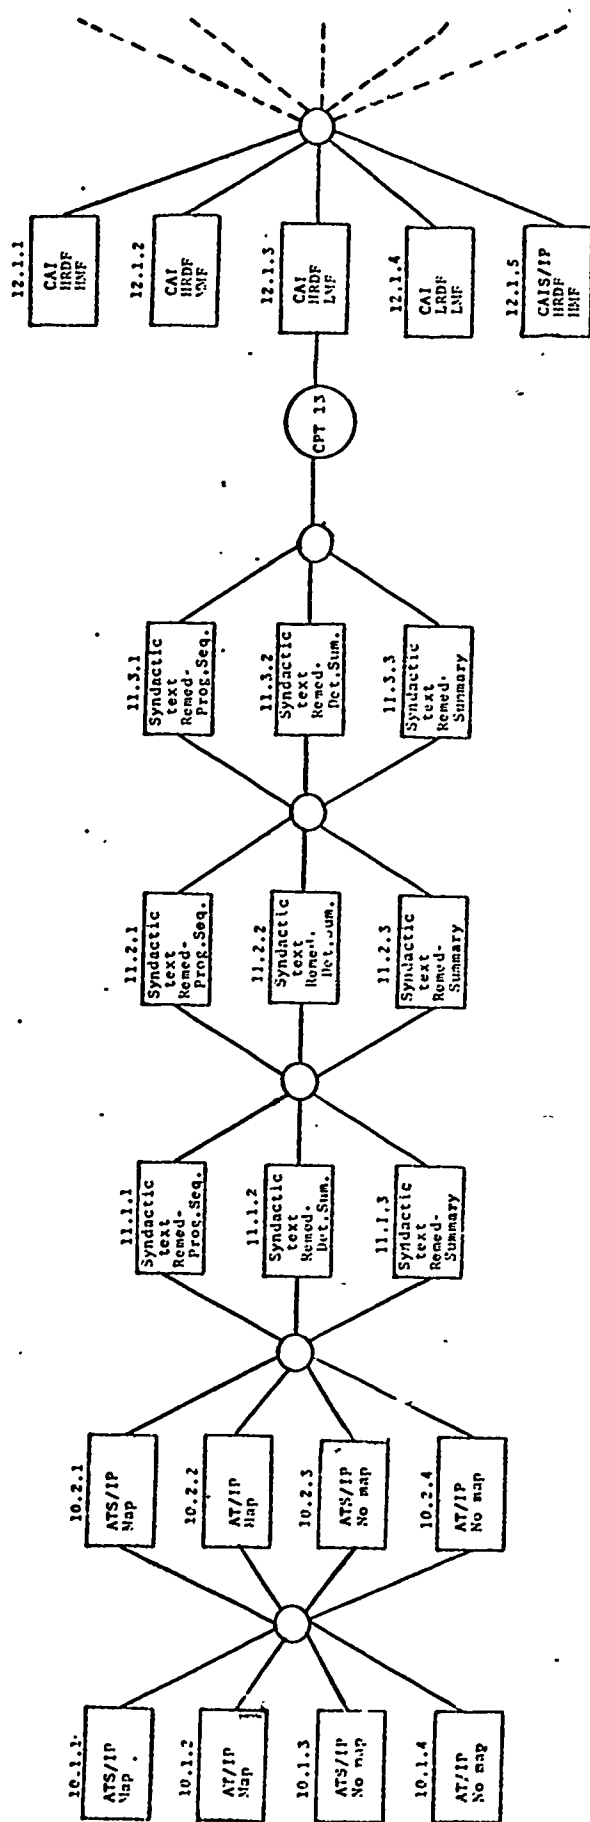 10.1.1
ATS/IP
Map
10.1.2
AT/IP
Map
10.1.3
ATS/IP
No map
10.1.4
AT/IP
No map
10.2.1
ATS/IP
Map
10.2.2
AT/IP
Map
10.2.3
ATS/IP
No map
10.2.4
AT/IP
No map
11.1.1
Syndactic
text
Remed-
Prog.Seq.
11.1.2
Syndactic
text
Remed-
Det.Sum.
11.1.3
Syndactic
text
Remed-
Summary
11.2.1
Syndactic
text
Remed-
Prog.Seq.
11.2.2
Syndactic
text
Remed.
Det.Sum.
11.2.3
Syndactic
text
Remed-
Summary
11.3.1
Syndactic
text
Remed-
Prog.Seq.
11.3.2
Syndactic
text
Remed-
Det.Sum.
11.3.3
Syndactic
text
Remed-
Summary
CPT 13
12.1.1
CAI
HRDF
HMF
12.1.2
CAI
HRDF
12.1.3
CAI
HRDF
LMF
12.1.4
CAI
LRDF
LMF
12.1.5
CAIS/IP
HRDF
HMF